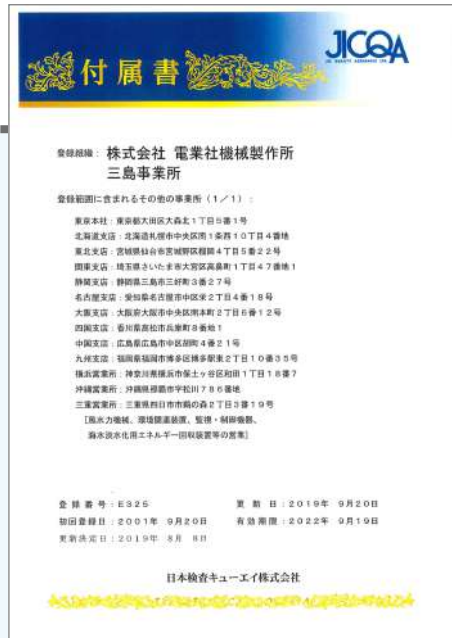 JICQA
付属書
登録組織：株式会社 電業社機械製作所
三島事業所
登録範囲に含まれるその他の事業所（１／１）：
東京本社：東京都大田区大森北１丁目５番１号
北海道支店：北海道札幌市中央区南１条西１０丁目４番地
東北支店：宮城県仙台市宮城野区榴岡４丁目５番２２号
関東支店：埼玉県さいたま市大宮区高鼻町１丁目４７番地１
静岡支店：静岡県三島市三好町３番２７号
名古屋支店：愛知県名古屋市中区栄２丁目４番１８号
大阪支店：大阪府大阪市中央区南本町２丁目６番１２号
四国支店：香川県高松市兵庫町８番地１
中国支店：広島県広島市中区胡町４番２１号
九州支店：福岡県福岡市博多区博多駅東２丁目１０番３５号
横浜営業所：神奈川県横浜市保土ヶ谷区和田１丁目１８番７
沖縄営業所：沖縄県那覇市字松川７８６番地
三重営業所：三重県四日市市鵜の森２丁目３番１９号
［風水力機械、環境関連装置、監視・制御機器、
海水淡水化用エネルギー回収装置等の営業］
登録番号：Ｅ３２５
更新日：２０１９年 ９月２０日
初回登録日：２００１年 ９月２０日
有効期限：２０２２年 ９月１９日
更新決定日：２０１９年 ８月 ８日
日本検査キューエイ株式会社